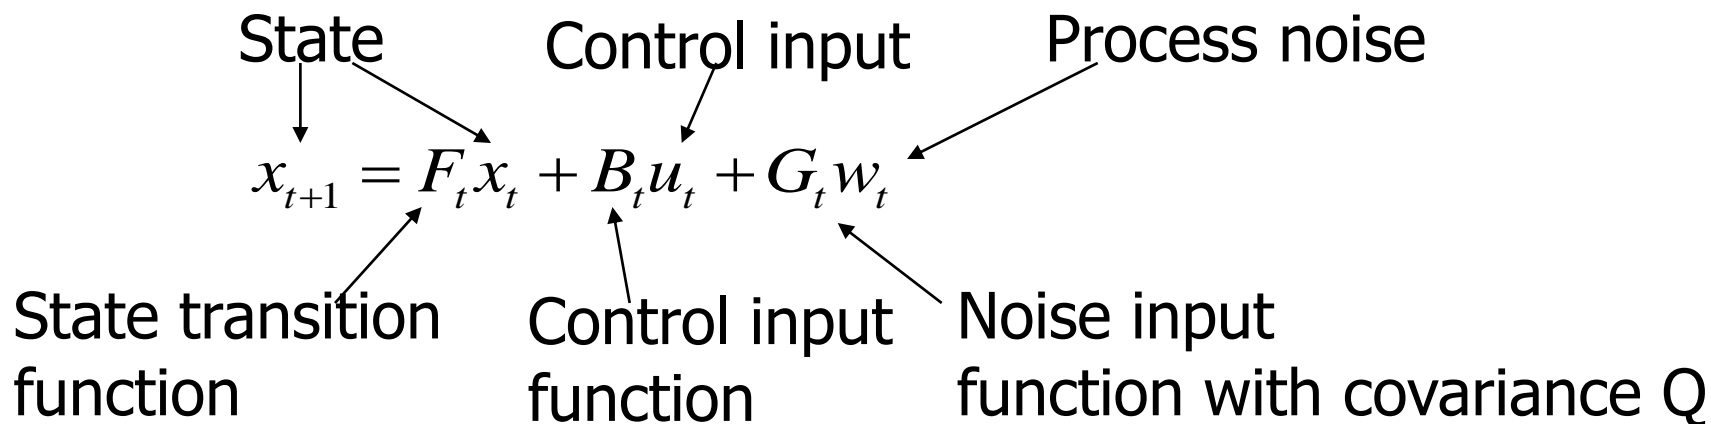 State Control input Process noise
x_{t+1} = F_t x_t + B_t u_t + G_t w_t
State transition Control input Noise input
function function function with covariance Q